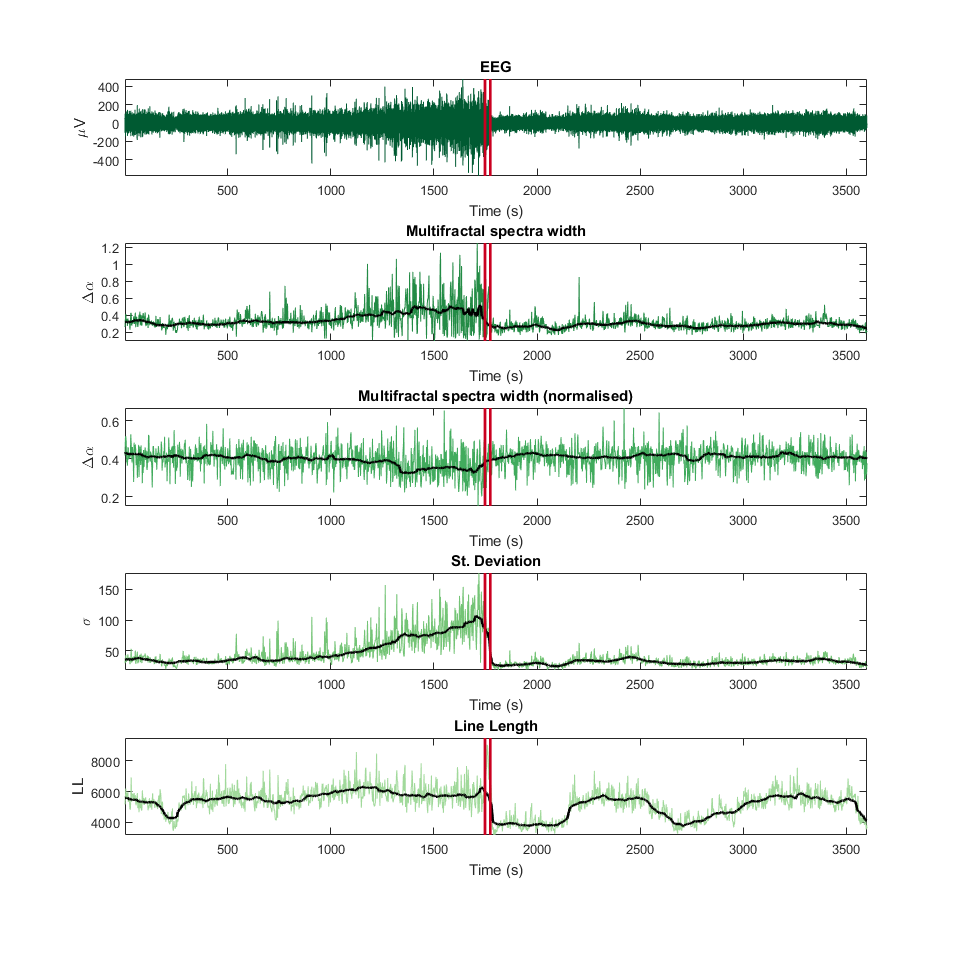 EEG
400
200
0
-200
-400
μV
500 1000 1500 2000 2500 3000 3500
Time (s)
Multifractal spectra width
1.2
1
0.8
0.6
0.4
0.2
Δα
500 1000 1500 2000 2500 3000 3500
Time (s)
Multifractal spectra width (normalised)
0.6
0.4
0.2
Δα
500 1000 1500 2000 2500 3000 3500
Time (s)
St. Deviation
150
100
50
σ
500 1000 1500 2000 2500 3000 3500
Time (s)
Line Length
8000
6000
4000
LL
500 1000 1500 2000 2500 3000 3500
Time (s)